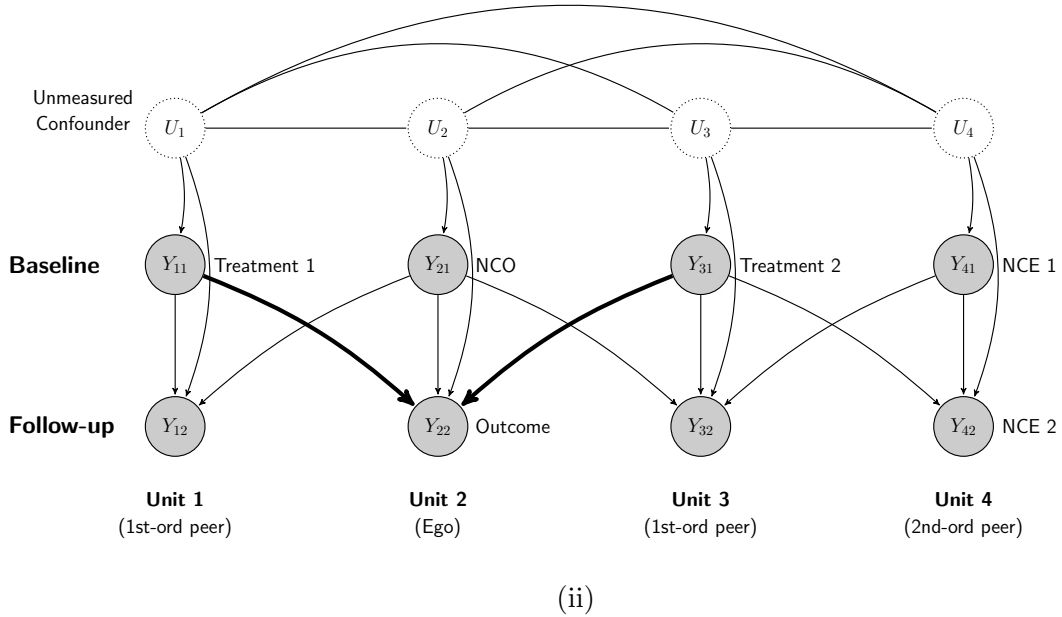 Unmeasured
Confounder
U₁
U₂
U₃
U₄
Baseline
Y₁₁
Treatment 1
Y₂₁
NCO
Y₃₁
Treatment 2
Y₄₁
NCE 1
Follow-up
Y₁₂
Y₂₂
Outcome
Y₃₂
Y₄₂
NCE 2
Unit 1
(1st-ord peer)
Unit 2
(Ego)
Unit 3
(1st-ord peer)
Unit 4
(2nd-ord peer)
(ii)